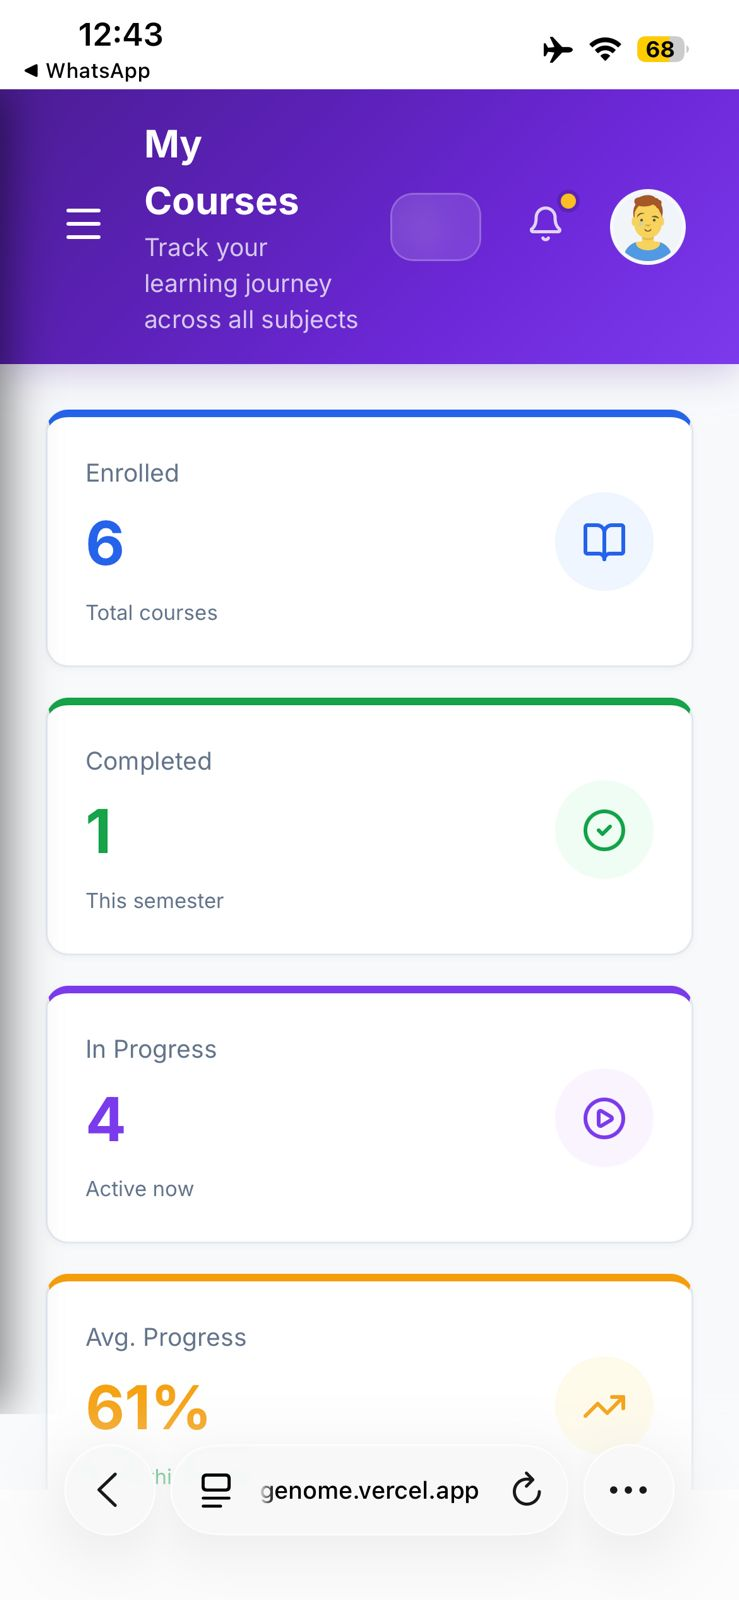 12:43
68
◀ WhatsApp
My
Courses
Track your
learning journey
across all subjects
Enrolled
6
Total courses
Completed
1
This semester
In Progress
4
Active now
Avg. Progress
61%
hi
genome.vercel.app